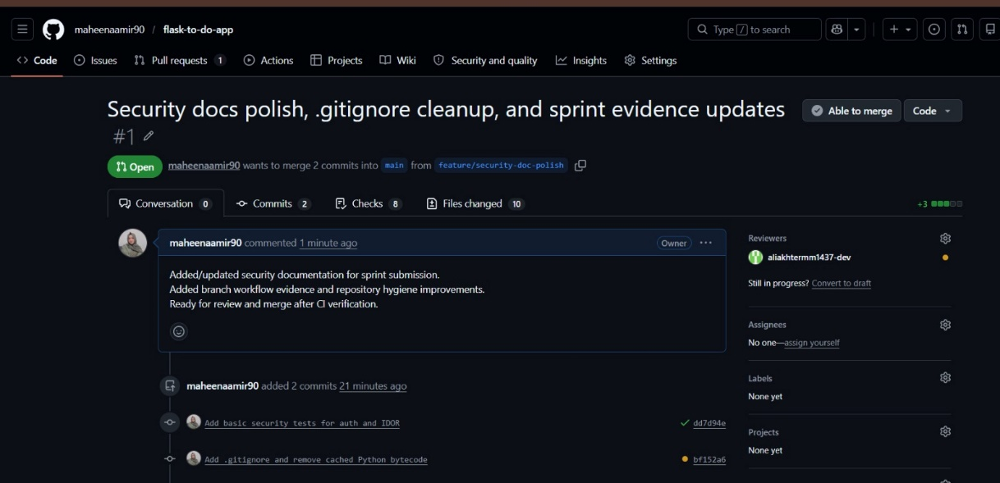 maheenaamir90 / flask-to-do-app
Type / to search
Code Issues Pull requests 1 Actions Projects Wiki Security and quality Insights Settings
Security docs polish, .gitignore cleanup, and sprint evidence updates
#1
Able to merge Code
Open maheenaamir90 wants to merge 2 commits into main from feature/security-doc-polish
Conversation 0 Commits 2 Checks 8 Files changed 10
+3
maheenaamir90 commented 1 minute ago
Owner
Added/updated security documentation for sprint submission.
Added branch workflow evidence and repository hygiene improvements.
Ready for review and merge after CI verification.
maheenaamir90 added 2 commits 21 minutes ago
Add basic security tests for auth and IDOR
dd7d94e
Add .gitignore and remove cached Python bytecode
bf152a6
Reviewers
aliakhtermm1437-dev
Still in progress? Convert to draft
Assignees
No one—assign yourself
Labels
None yet
Projects
None yet